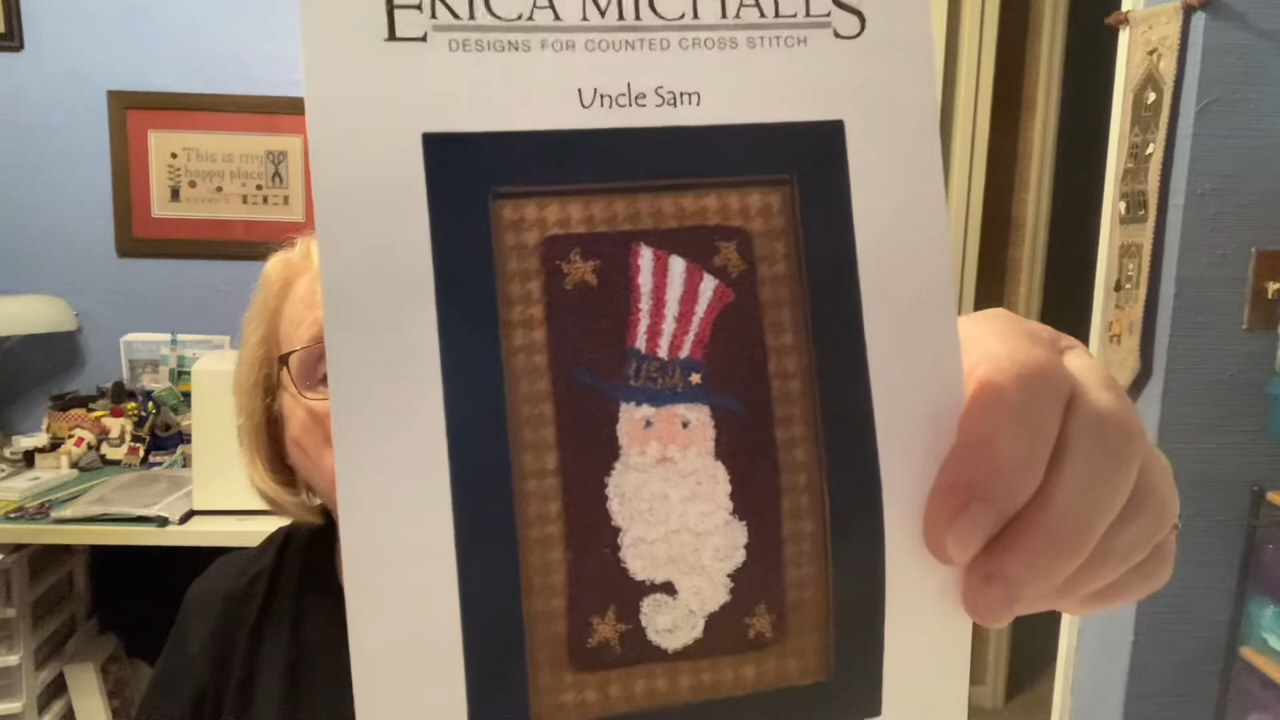 ERICA MICHAELS
DESIGNS FOR COUNTED CROSS STITCH
Uncle Sam
This is my
happy place
USA